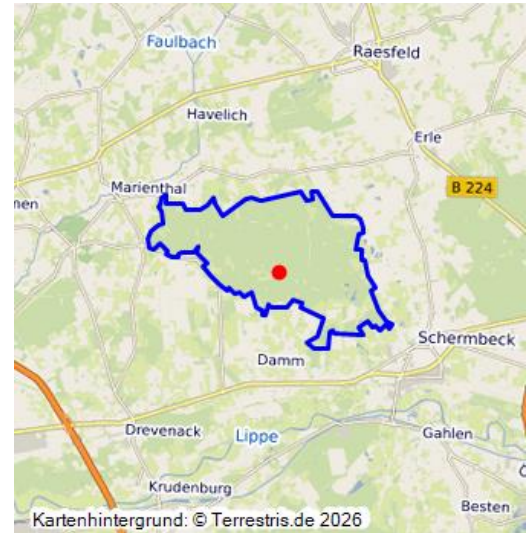 Faulbach
Raesfeld
Havelich
Erle
Marienthal
B 224
nen
Schermbeck
Damm
Drevenack
Lippe
Gahlen
Krudenburg
Besten
Kartenhintergrund: © Terrestris.de 2026